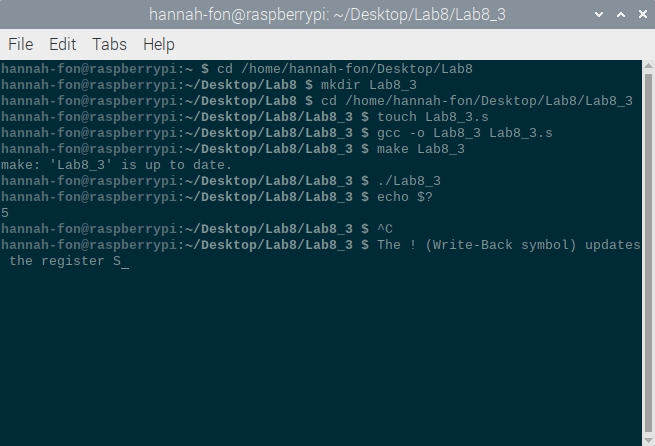 hannah-fon@raspberrypi: ~/Desktop/Lab8/Lab8_3
File Edit Tabs Help
hannah-fon@raspberrypi:~ $ cd /home/hannah-fon/Desktop/Lab8
hannah-fon@raspberrypi:~/Desktop/Lab8 $ mkdir Lab8_3
hannah-fon@raspberrypi:~/Desktop/Lab8 $ cd /home/hannah-fon/Desktop/Lab8/Lab8_3
hannah-fon@raspberrypi:~/Desktop/Lab8/Lab8_3 $ touch Lab8_3.s
hannah-fon@raspberrypi:~/Desktop/Lab8/Lab8_3 $ gcc -o Lab8_3 Lab8_3.s
hannah-fon@raspberrypi:~/Desktop/Lab8/Lab8_3 $ make Lab8_3
make: 'Lab8_3' is up to date.
hannah-fon@raspberrypi:~/Desktop/Lab8/Lab8_3 $ ./Lab8_3
hannah-fon@raspberrypi:~/Desktop/Lab8/Lab8_3 $ echo $?
5
hannah-fon@raspberrypi:~/Desktop/Lab8/Lab8_3 $ ^C
hannah-fon@raspberrypi:~/Desktop/Lab8/Lab8_3 $ The ! (Write-Back symbol) updates
the register S_